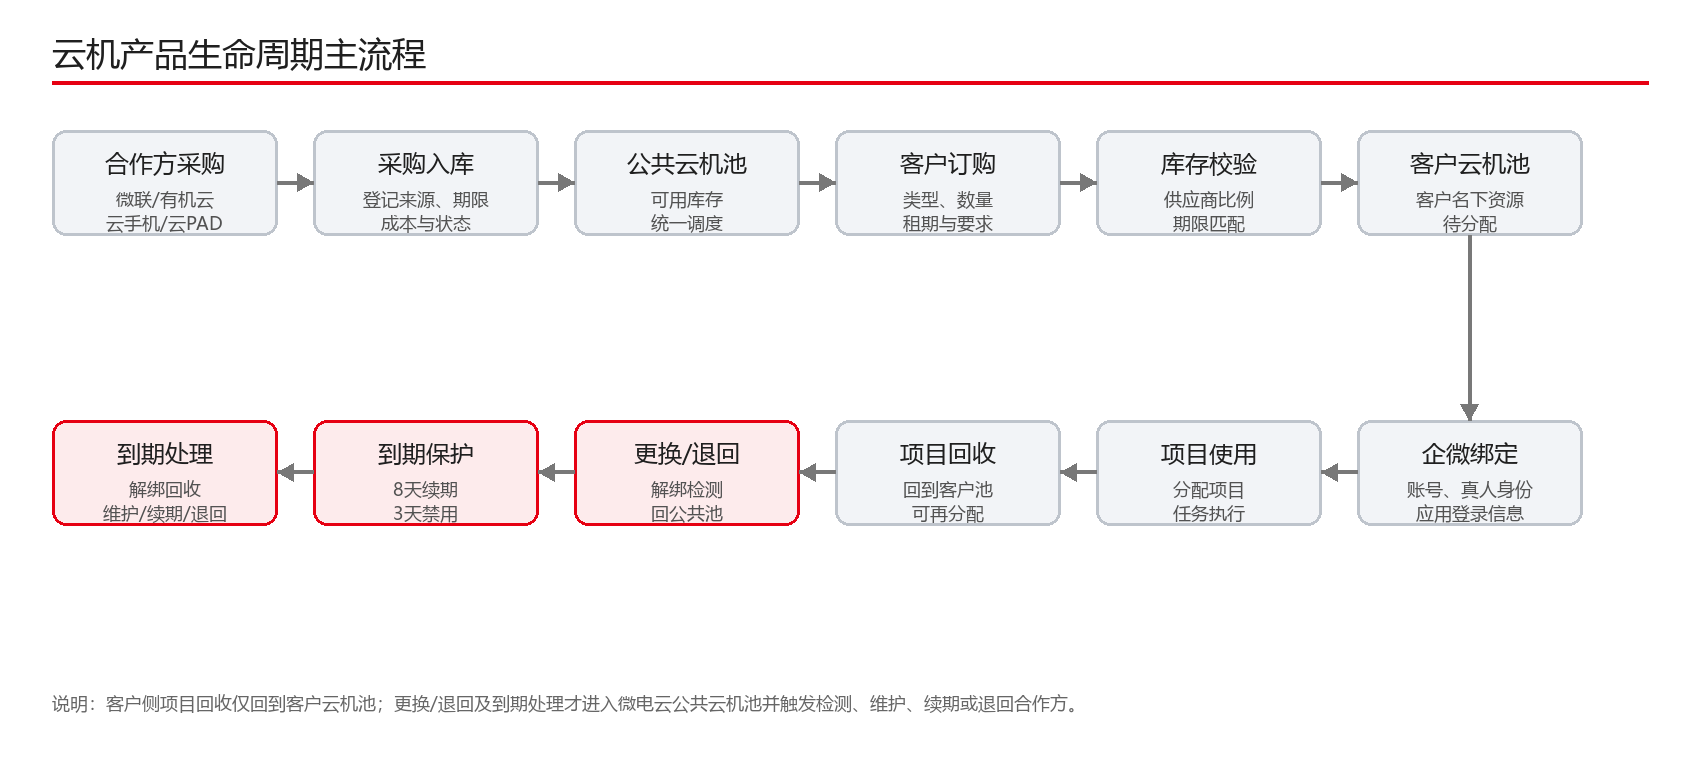 云机产品生命周期主流程
合作方采购
微联/有机云
云手机/云PAD
采购入库
登记来源、期限
成本与状态
公共云机池
可用库存
统一调度
客户订购
类型、数量
租期与要求
库存校验
供应商比例
期限匹配
客户云机池
客户名下资源
待分配
到期处理
解绑回收
维护/续期/退回
到期保护
8天续期
3天禁用
更换/退回
解绑检测
回公共池
项目回收
回到客户池
可再分配
项目使用
分配项目
任务执行
企微绑定
账号、真人身份
应用登录信息
说明：客户侧项目回收仅回到客户云机池；更换/退回及到期处理才进入微电云公共云机池并触发检测、维护、续期或退回合作方。